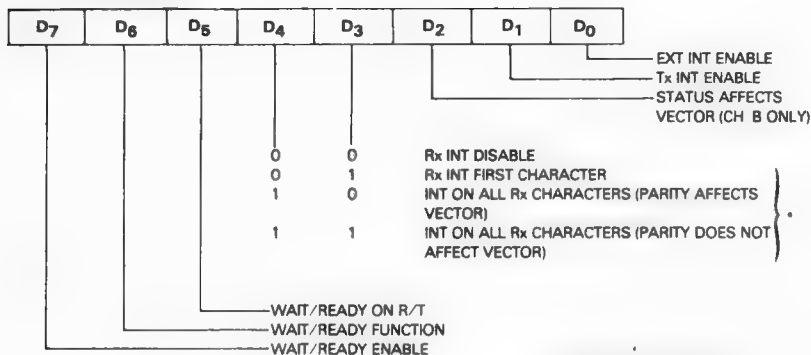 D7 D6 D5 D4 D3 D2 D1 D0
EXT INT ENABLE
Tx INT ENABLE
STATUS AFFECTS
VECTOR (CH B ONLY)
0 0 Rx INT DISABLE
0 1 Rx INT FIRST CHARACTER
1 0 INT ON ALL Rx CHARACTERS (PARITY AFFECTS
VECTOR)
1 1 INT ON ALL Rx CHARACTERS (PARITY DOES NOT
AFFECT VECTOR)
WAIT/READY ON R/T
WAIT/READY FUNCTION
WAIT/READY ENABLE